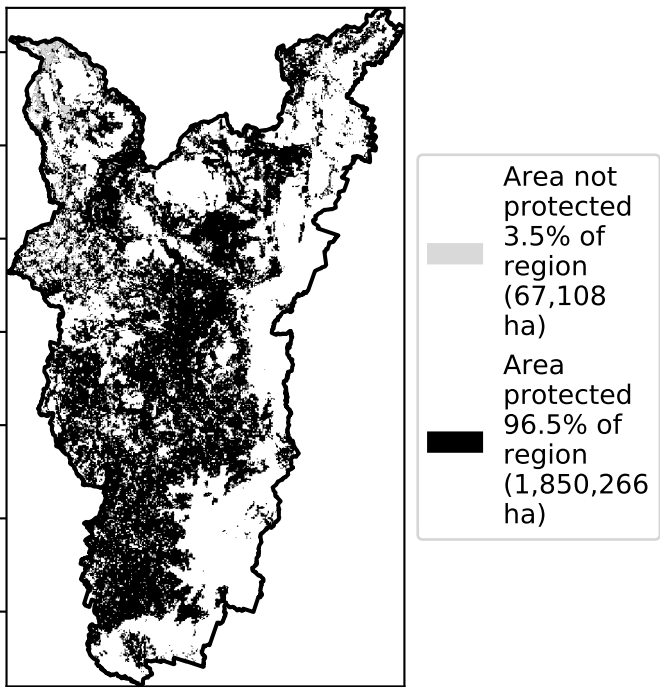 Area not
protected
3.5% of
region
(67,108
ha)
Area
protected
96.5% of
region
(1,850,266
ha)